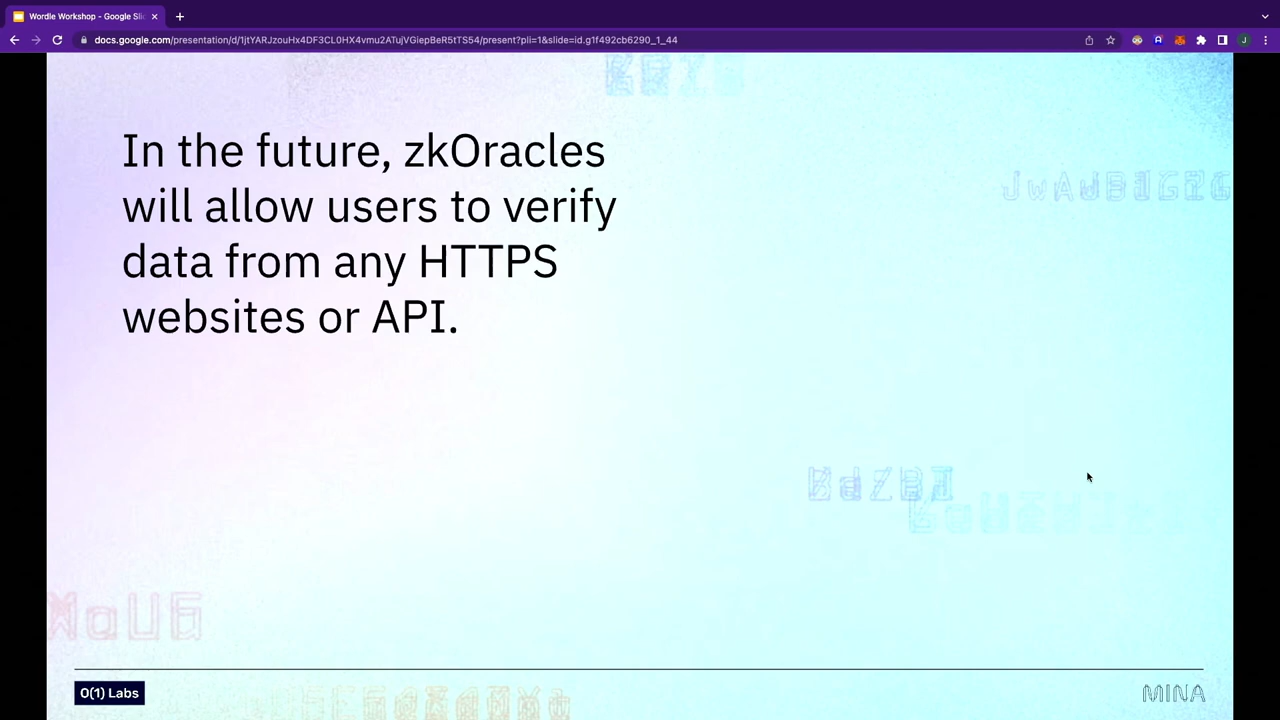 Wordle Workshop - Google Sli
docs.google.com/presentation/d/1jtYARJzouHx4DF3CL0HX4vmu2ATujVGiepBeR5tTS54/present?pli=1&slide=id.g1f492cb6290_1_44
J
In the future, zkOracles
will allow users to verify
data from any HTTPS
websites or API.
O(1) Labs
MINA